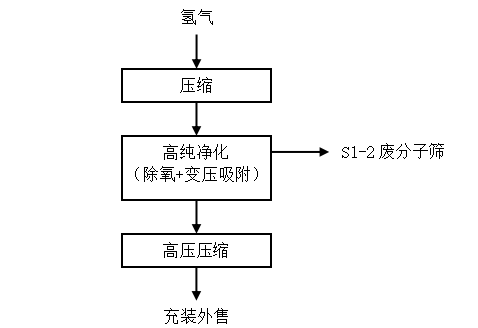 氢气
压缩
高纯净化
（除氧+变压吸附）
S1-2 废分子筛
高压压缩
充装外售